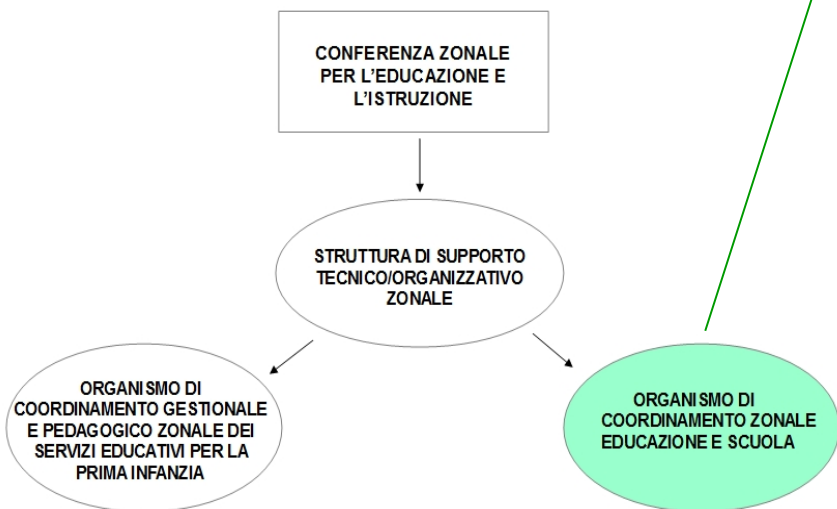 CONFERENZA ZONALE
PER L'EDUCAZIONE E
L'ISTRUZIONE
STRUTTURA DI SUPPORTO
TECNICO/ORGANIZZATIVO
ZONALE
ORGANISMO DI
COORDINAMENTO GESTIONALE
E PEDAGOGICO ZONALE DEI
SERVIZI EDUCATIVI PER LA
PRIMA INFANZIA
ORGANISMO DI
COORDINAMENTO ZONALE
EDUCAZIONE E SCUOLA